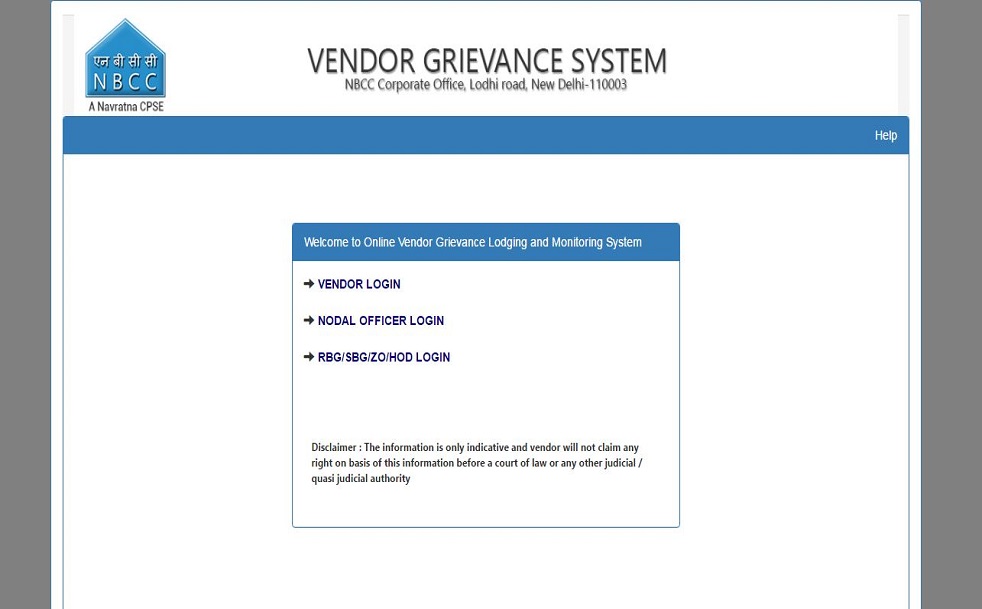 एन बी सी सी
NBCC
A Navratna CPSE
VENDOR GRIEVANCE SYSTEM
NBCC Corporate Office, Lodhi road, New Delhi-110003
Help
Welcome to Online Vendor Grievance Lodging and Monitoring System
VENDOR LOGIN
NODAL OFFICER LOGIN
RBG/SBG/ZO/HOD LOGIN
Disclaimer : The information is only indicative and vendor will not claim any
right on basis of this information before a court of law or any other judicial /
quasi judicial authority